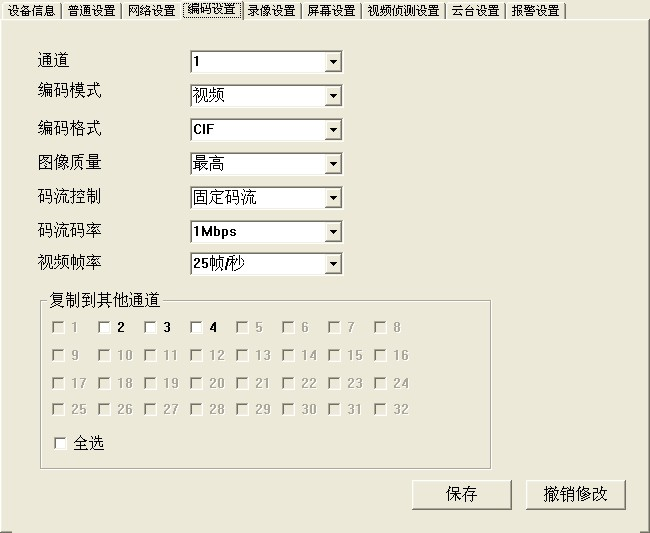 设备信息 普通设置 网络设置 编码设置 录像设置 屏幕设置 视频侦测设置 云台设置 报警设置
通道 1
编码模式 视频
编码格式 CIF
图像质量 最高
码流控制 固定码流
码流码率 1Mbps
视频帧率 25帧/秒
复制到其他通道
1 2 3 4 5 6 7 8
9 10 11 12 13 14 15 16
17 18 19 20 21 22 23 24
25 26 27 28 29 30 31 32
全选
保存 撤销修改